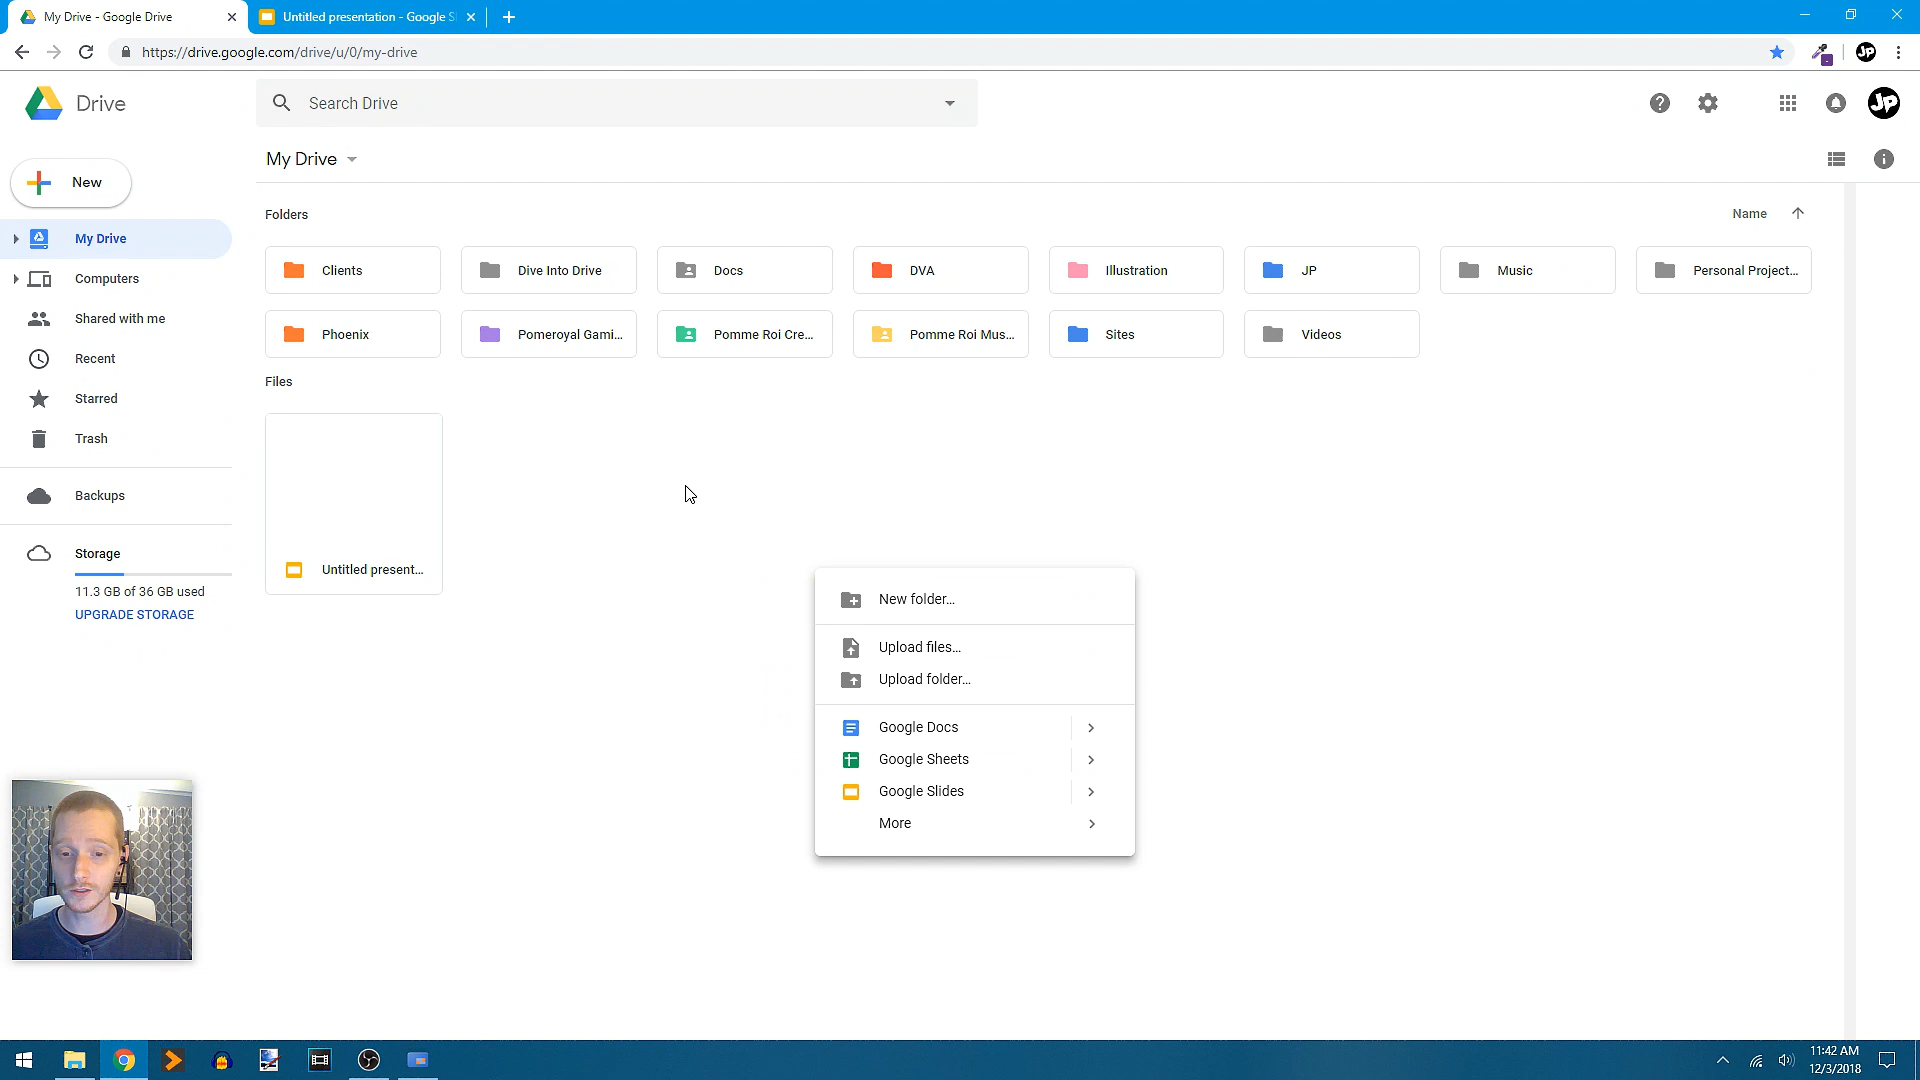 My Drive - Google Drive
Untitled presentation - Google S
https://drive.google.com/drive/u/0/my-drive
JP
Drive
Search Drive
JP
My Drive
New
Folders
Name
My Drive
Clients
Dive Into Drive
Docs
DVA
Illustration
JP
Music
Personal Project...
Computers
Shared with me
Phoenix
Pomeroyal Gami...
Pomme Roi Cre...
Pomme Roi Mus...
Sites
Videos
Recent
Files
Starred
Trash
Backups
Storage
Untitled present...
11.3 GB of 36 GB used
UPGRADE STORAGE
New folder...
Upload files...
Upload folder...
Google Docs
Google Sheets
Google Slides
More
11:42 AM
12/3/2018